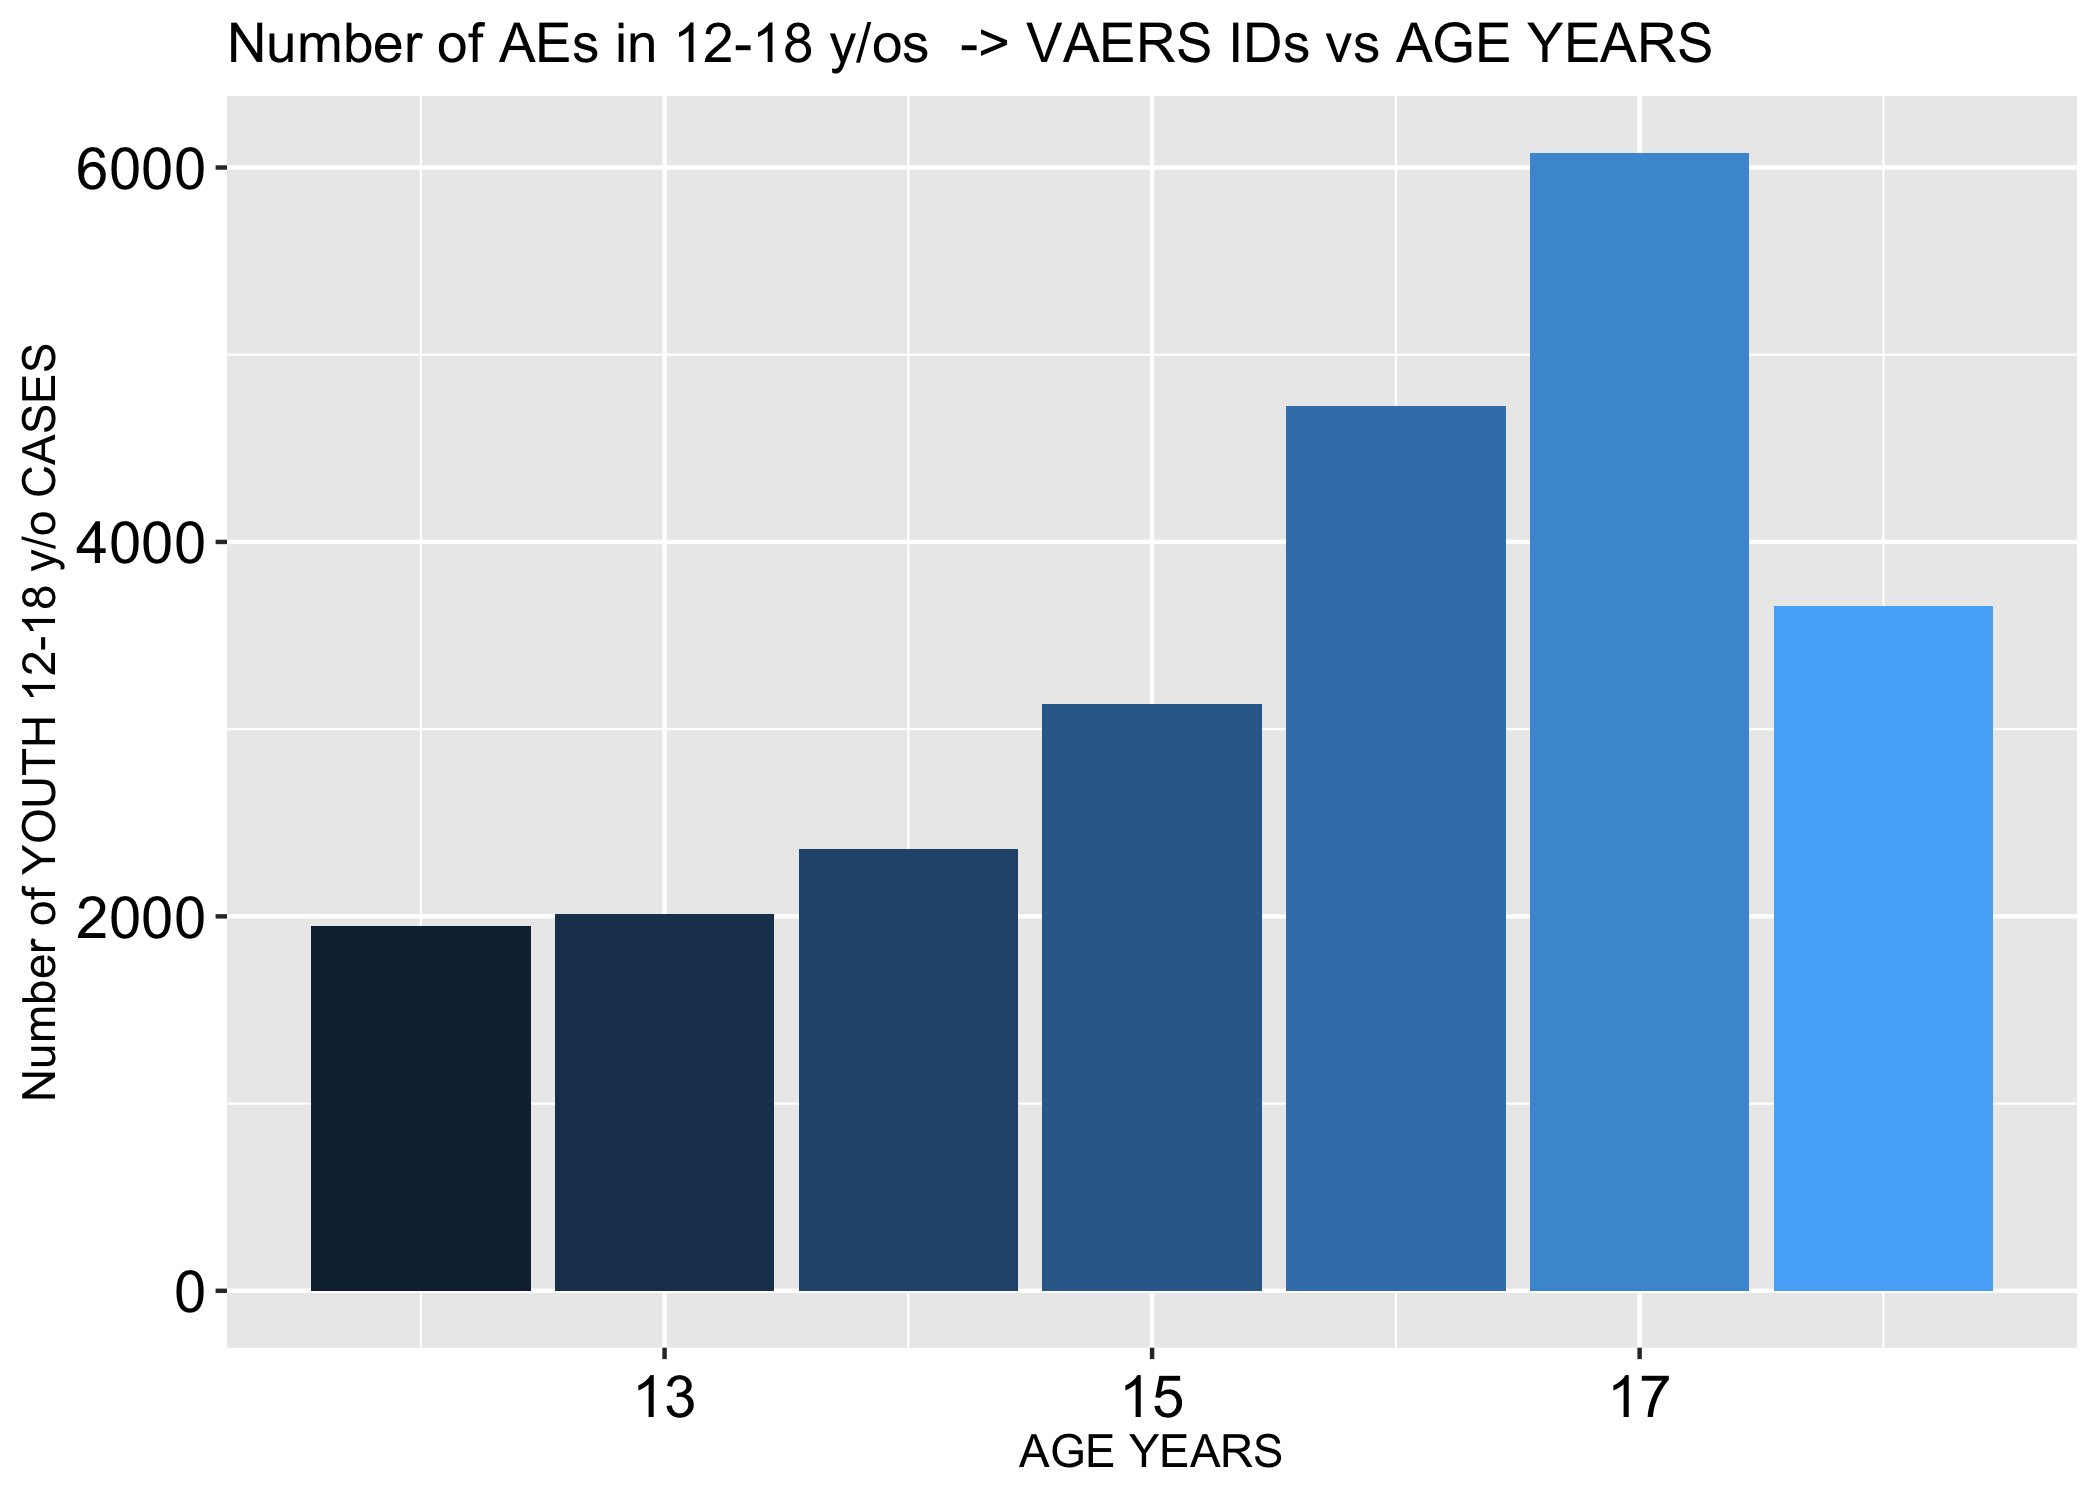 Number of AEs in 12-18 y/os  -> VAERS IDs vs AGE YEARS
Number of YOUTH 12-18 y/o CASES
6000
4000
2000
0
13 15 17
AGE YEARS